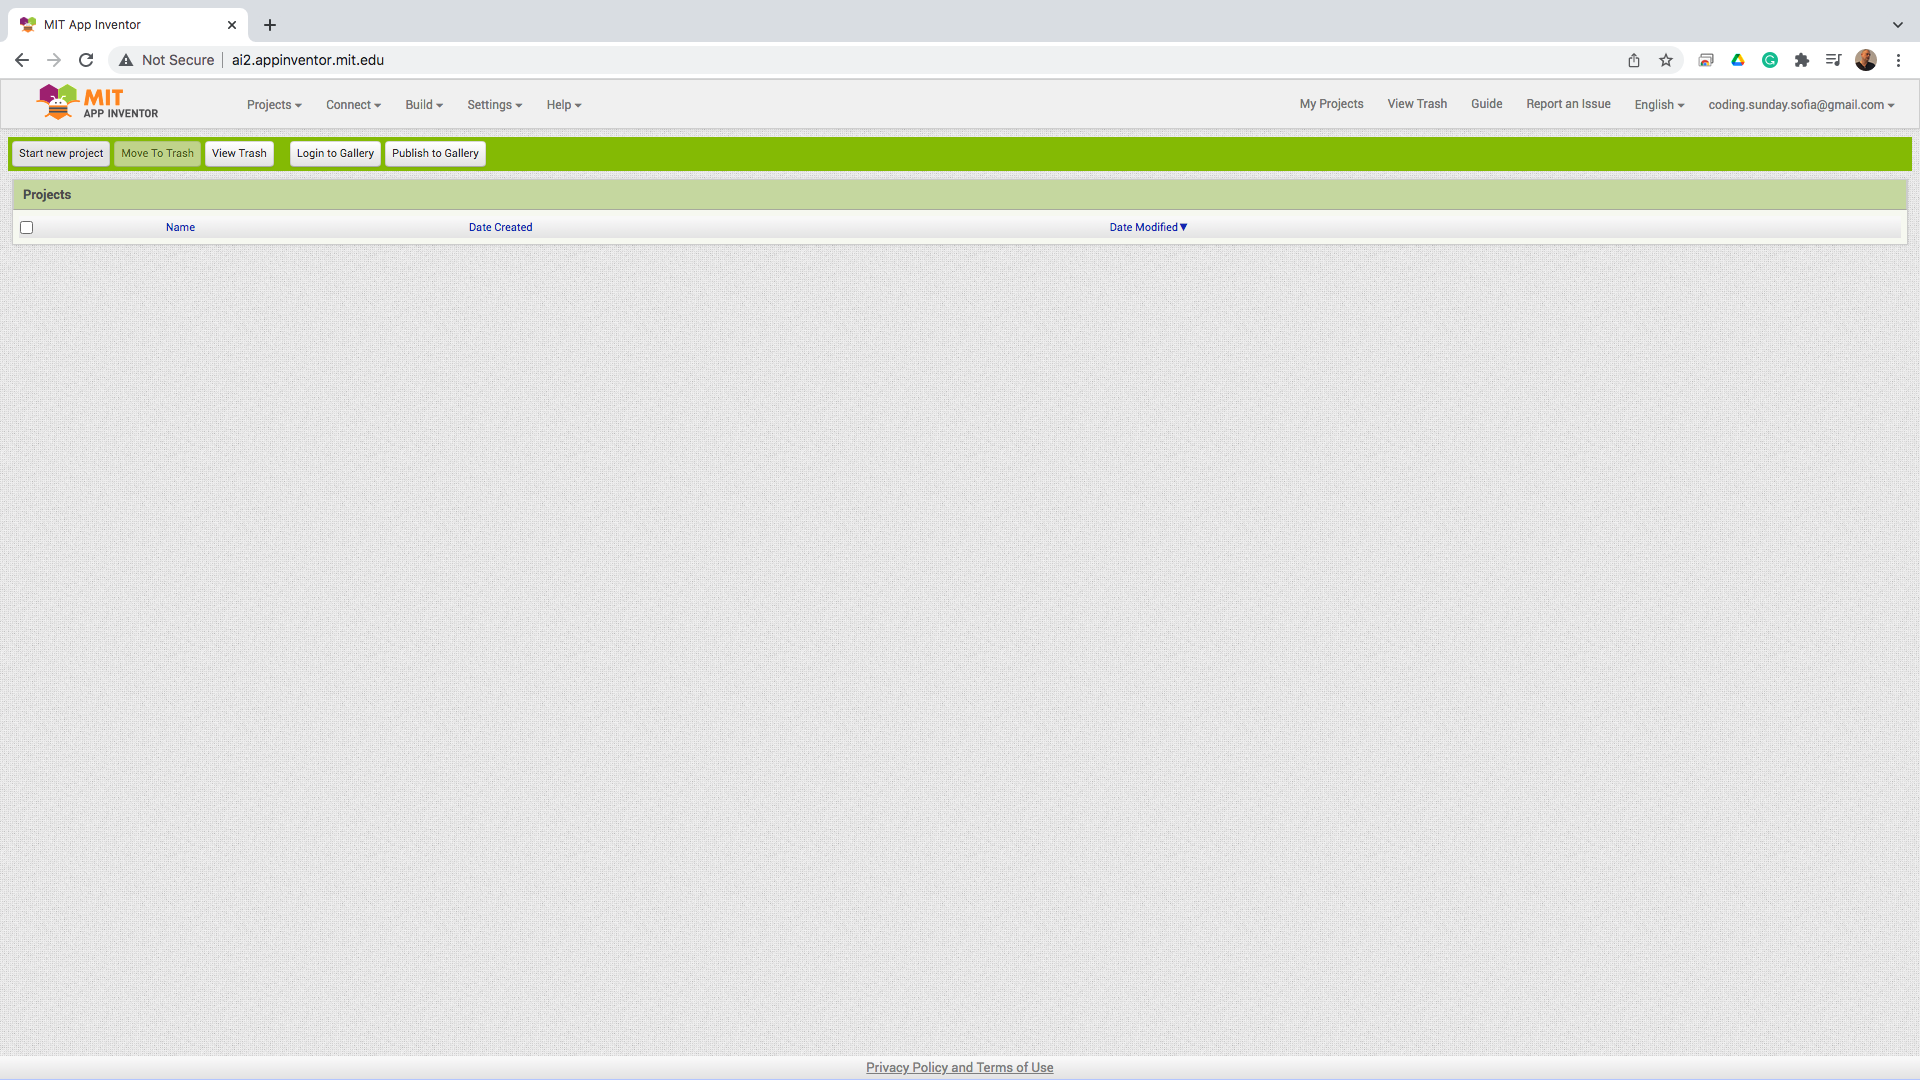 MIT App Inventor
Not Secure ai2.appinventor.mit.edu
MIT
APP INVENTOR
Projects Connect Build Settings Help My Projects View Trash Guide Report an Issue English coding.sunday.sofia@gmail.com
Start new project Move To Trash View Trash Login to Gallery Publish to Gallery
Projects
Name Date Created Date Modified▼
Privacy Policy and Terms of Use